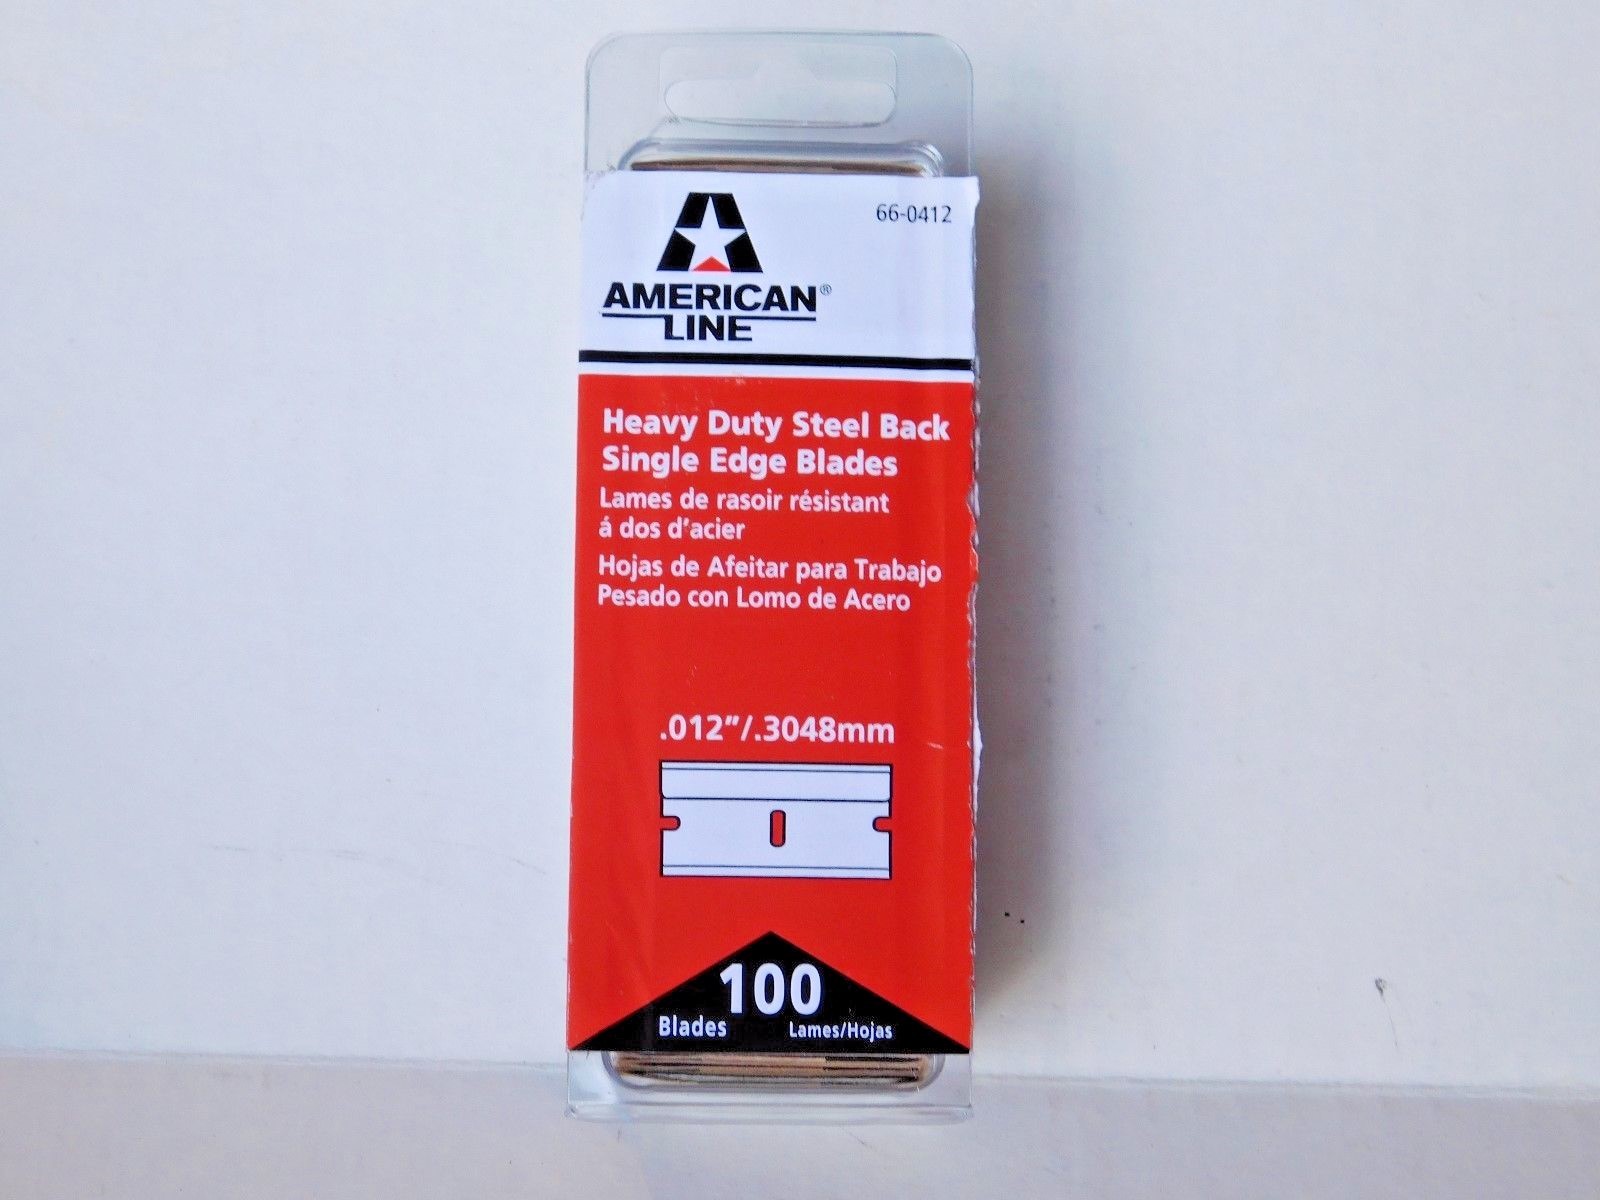 66-0412
AMERICAN®
LINE
Heavy Duty Steel Back
Single Edge Blades
Lames de rasoir résistant
á dos d'acier
Hojas de Afeitar para Trabajo
Pesado con Lomo de Acero
.012"/.3048mm
100
Blades Lames/Hojas